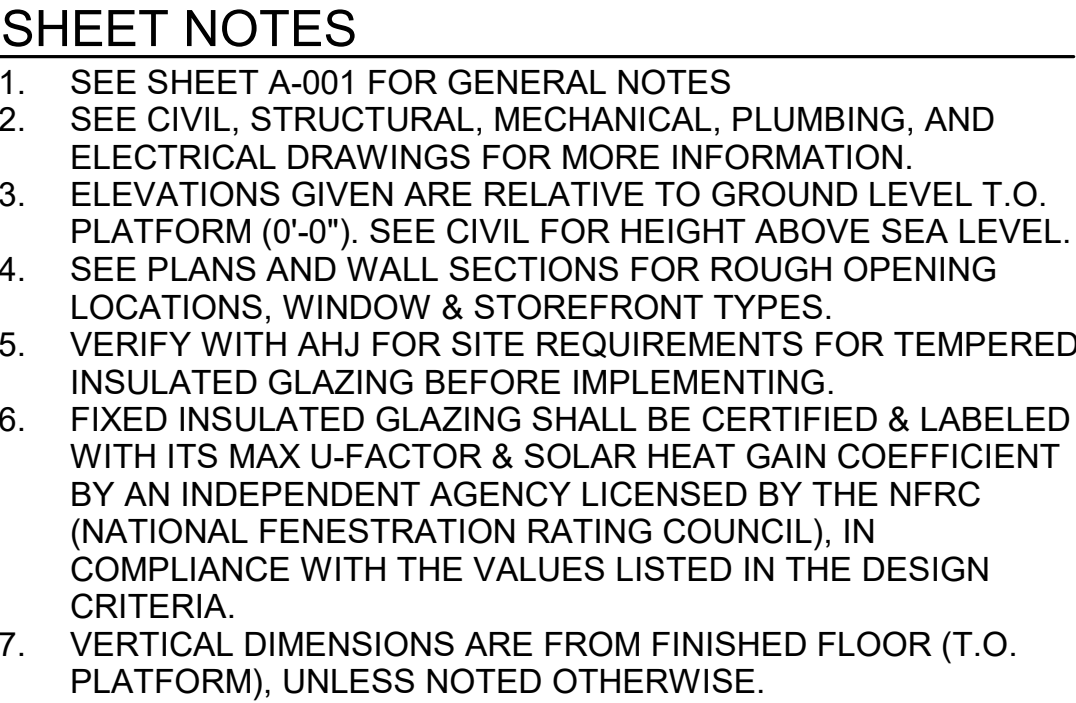 SHEET NOTES
1. SEE SHEET A-001 FOR GENERAL NOTES
2. SEE CIVIL, STRUCTURAL, MECHANICAL, PLUMBING, AND
ELECTRICAL DRAWINGS FOR MORE INFORMATION.
3. ELEVATIONS GIVEN ARE RELATIVE TO GROUND LEVEL T.O.
PLATFORM (0'-0"). SEE CIVIL FOR HEIGHT ABOVE SEA LEVEL.
4. SEE PLANS AND WALL SECTIONS FOR ROUGH OPENING
LOCATIONS, WINDOW & STOREFRONT TYPES.
5. VERIFY WITH AHJ FOR SITE REQUIREMENTS FOR TEMPERED
INSULATED GLAZING BEFORE IMPLEMENTING.
6. FIXED INSULATED GLAZING SHALL BE CERTIFIED & LABELED
WITH ITS MAX U-FACTOR & SOLAR HEAT GAIN COEFFICIENT
BY AN INDEPENDENT AGENCY LICENSED BY THE NFRC
(NATIONAL FENESTRATION RATING COUNCIL), IN
COMPLIANCE WITH THE VALUES LISTED IN THE DESIGN
CRITERIA.
7. VERTICAL DIMENSIONS ARE FROM FINISHED FLOOR (T.O.
PLATFORM), UNLESS NOTED OTHERWISE.